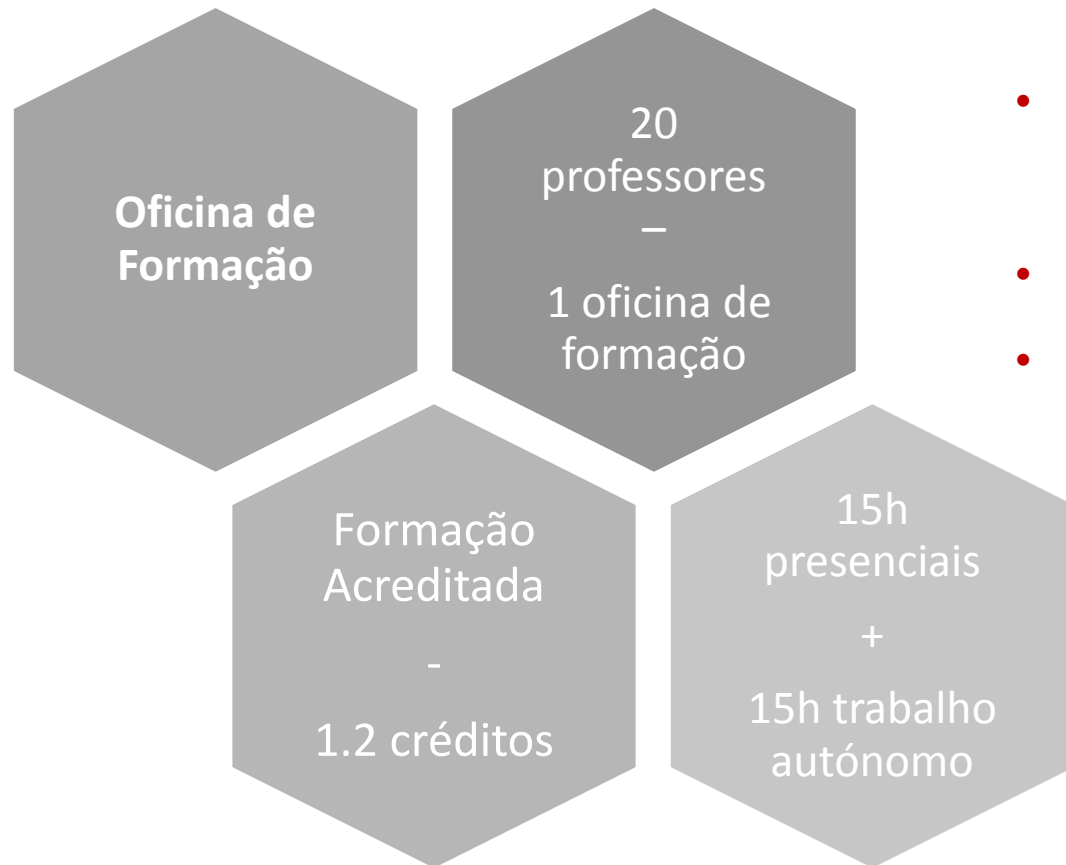 Oficina de
Formação
20
professores
–
1 oficina de
formação
Formação
Acreditada
-
1.2 créditos
15h
presenciais
+
15h trabalho
autónomo
•
•
•